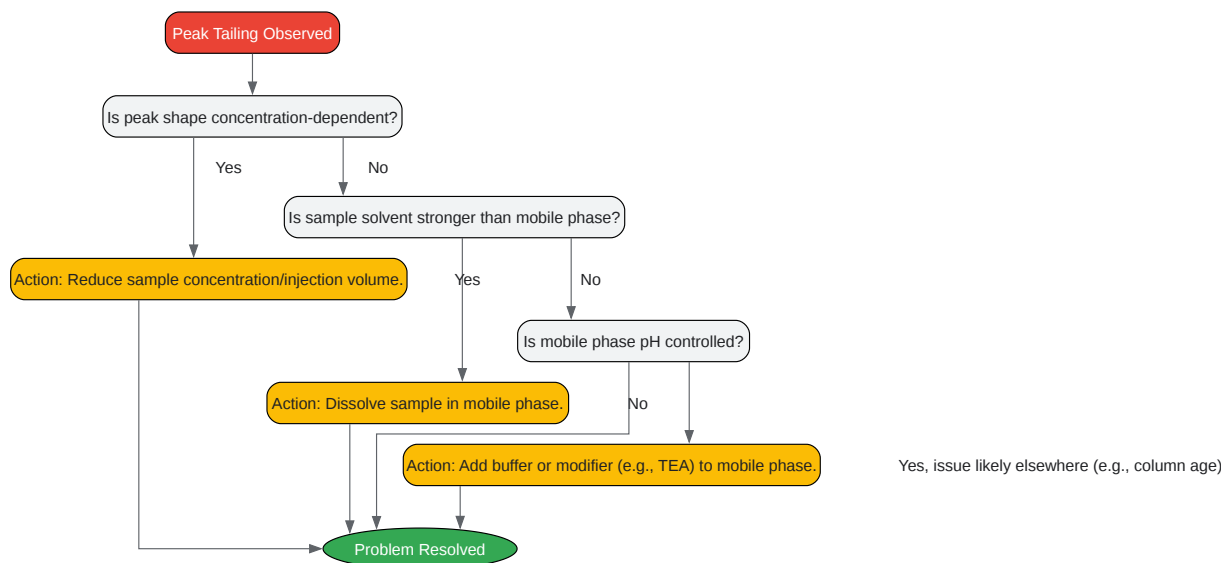 Peak Tailing Observed
Is peak shape concentration-dependent?
Yes
No
Is sample solvent stronger than mobile phase?
Action: Reduce sample concentration/injection volume.
Yes
No
Is mobile phase pH controlled?
Action: Dissolve sample in mobile phase.
No
Action: Add buffer or modifier (e.g., TEA) to mobile phase.
Yes, issue likely elsewhere (e.g., column age)
Problem Resolved